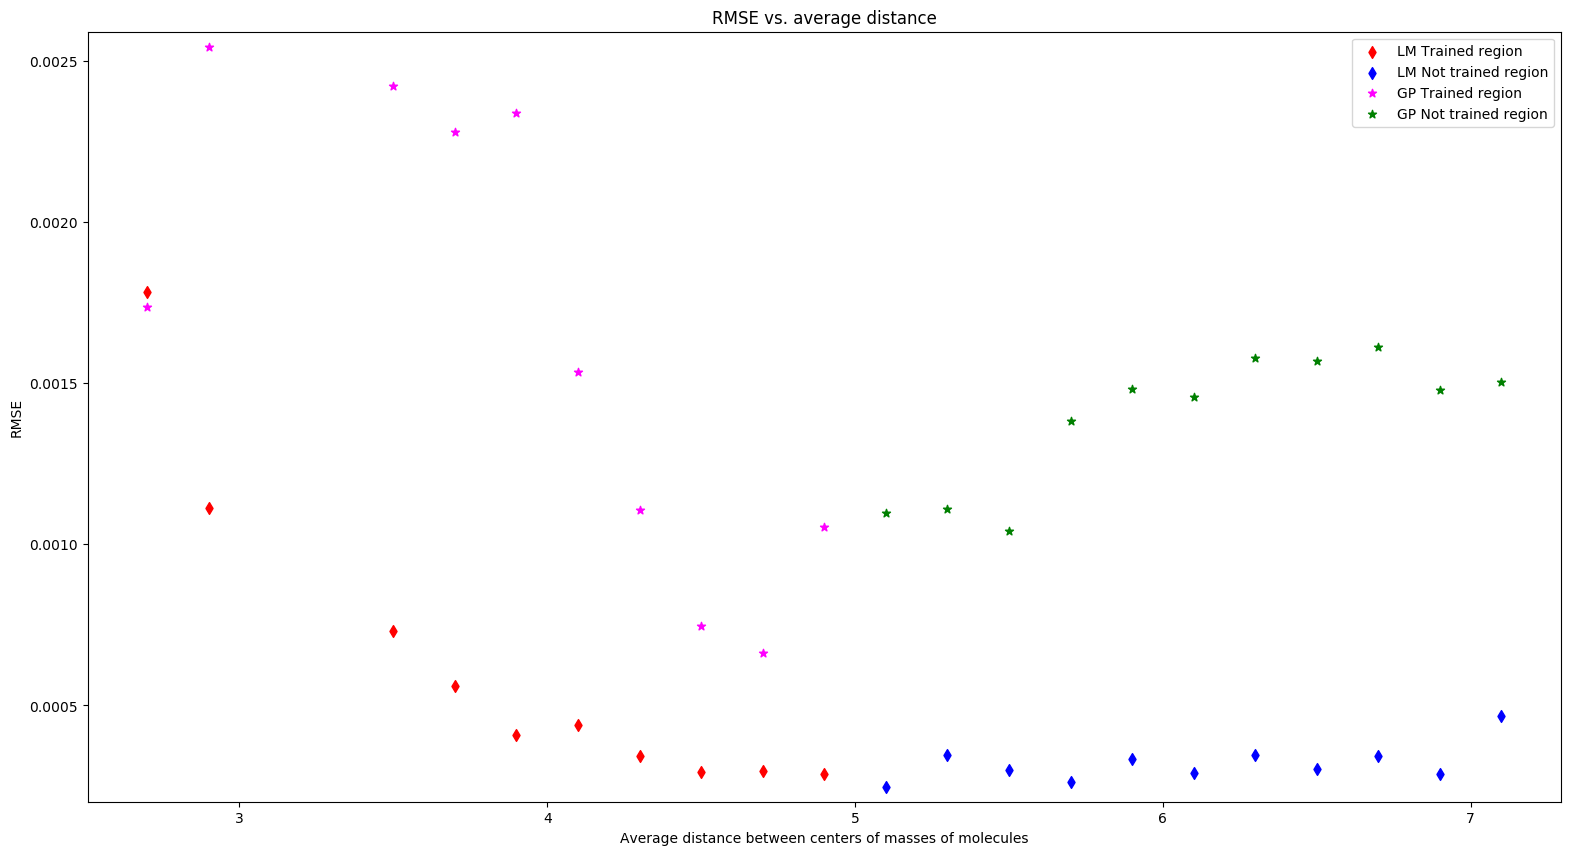 RMSE vs. average distance
LM Trained region
LM Not trained region
GP Trained region
GP Not trained region
RMSE
0.0025
0.0020
0.0015
0.0010
0.0005
3
4
5
6
7
Average distance between centers of masses of molecules